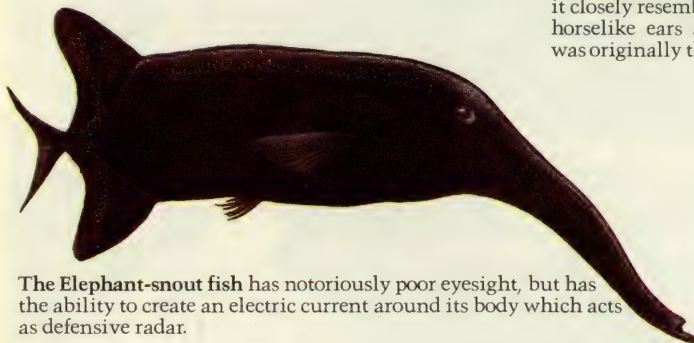 it closely resem
horselike ears
was originally t
The Elephant-snout fish has notoriously poor eyesight, but has
the ability to create an electric current around its body which acts
as defensive radar.